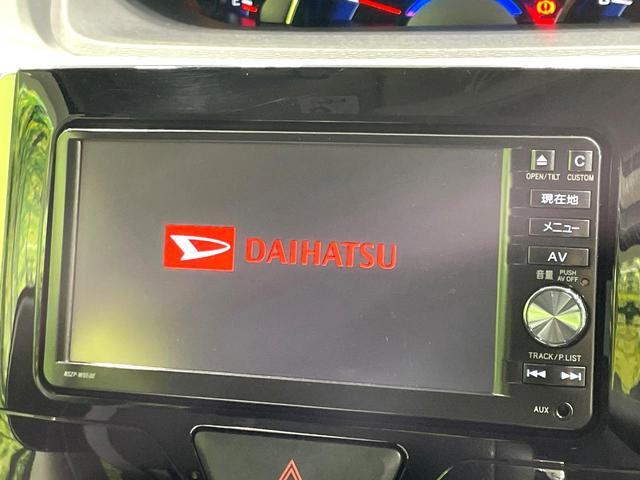 DAIHATSU
OPEN/TILT
C
CUSTOM
現在地
メニュー
AV
音量 PUSH AV OFF
TRACK/P.LIST
AUX